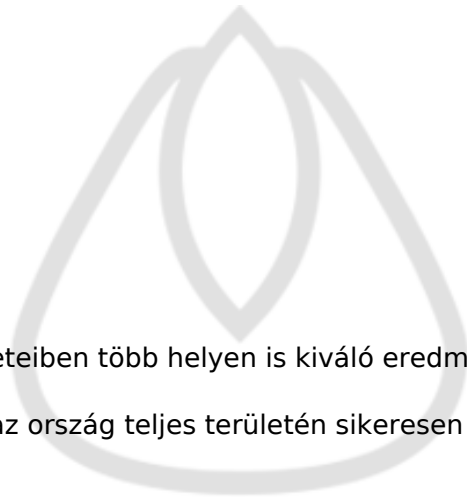 eteiben több helyen is kiváló eredm
az ország teljes területén sikeresen